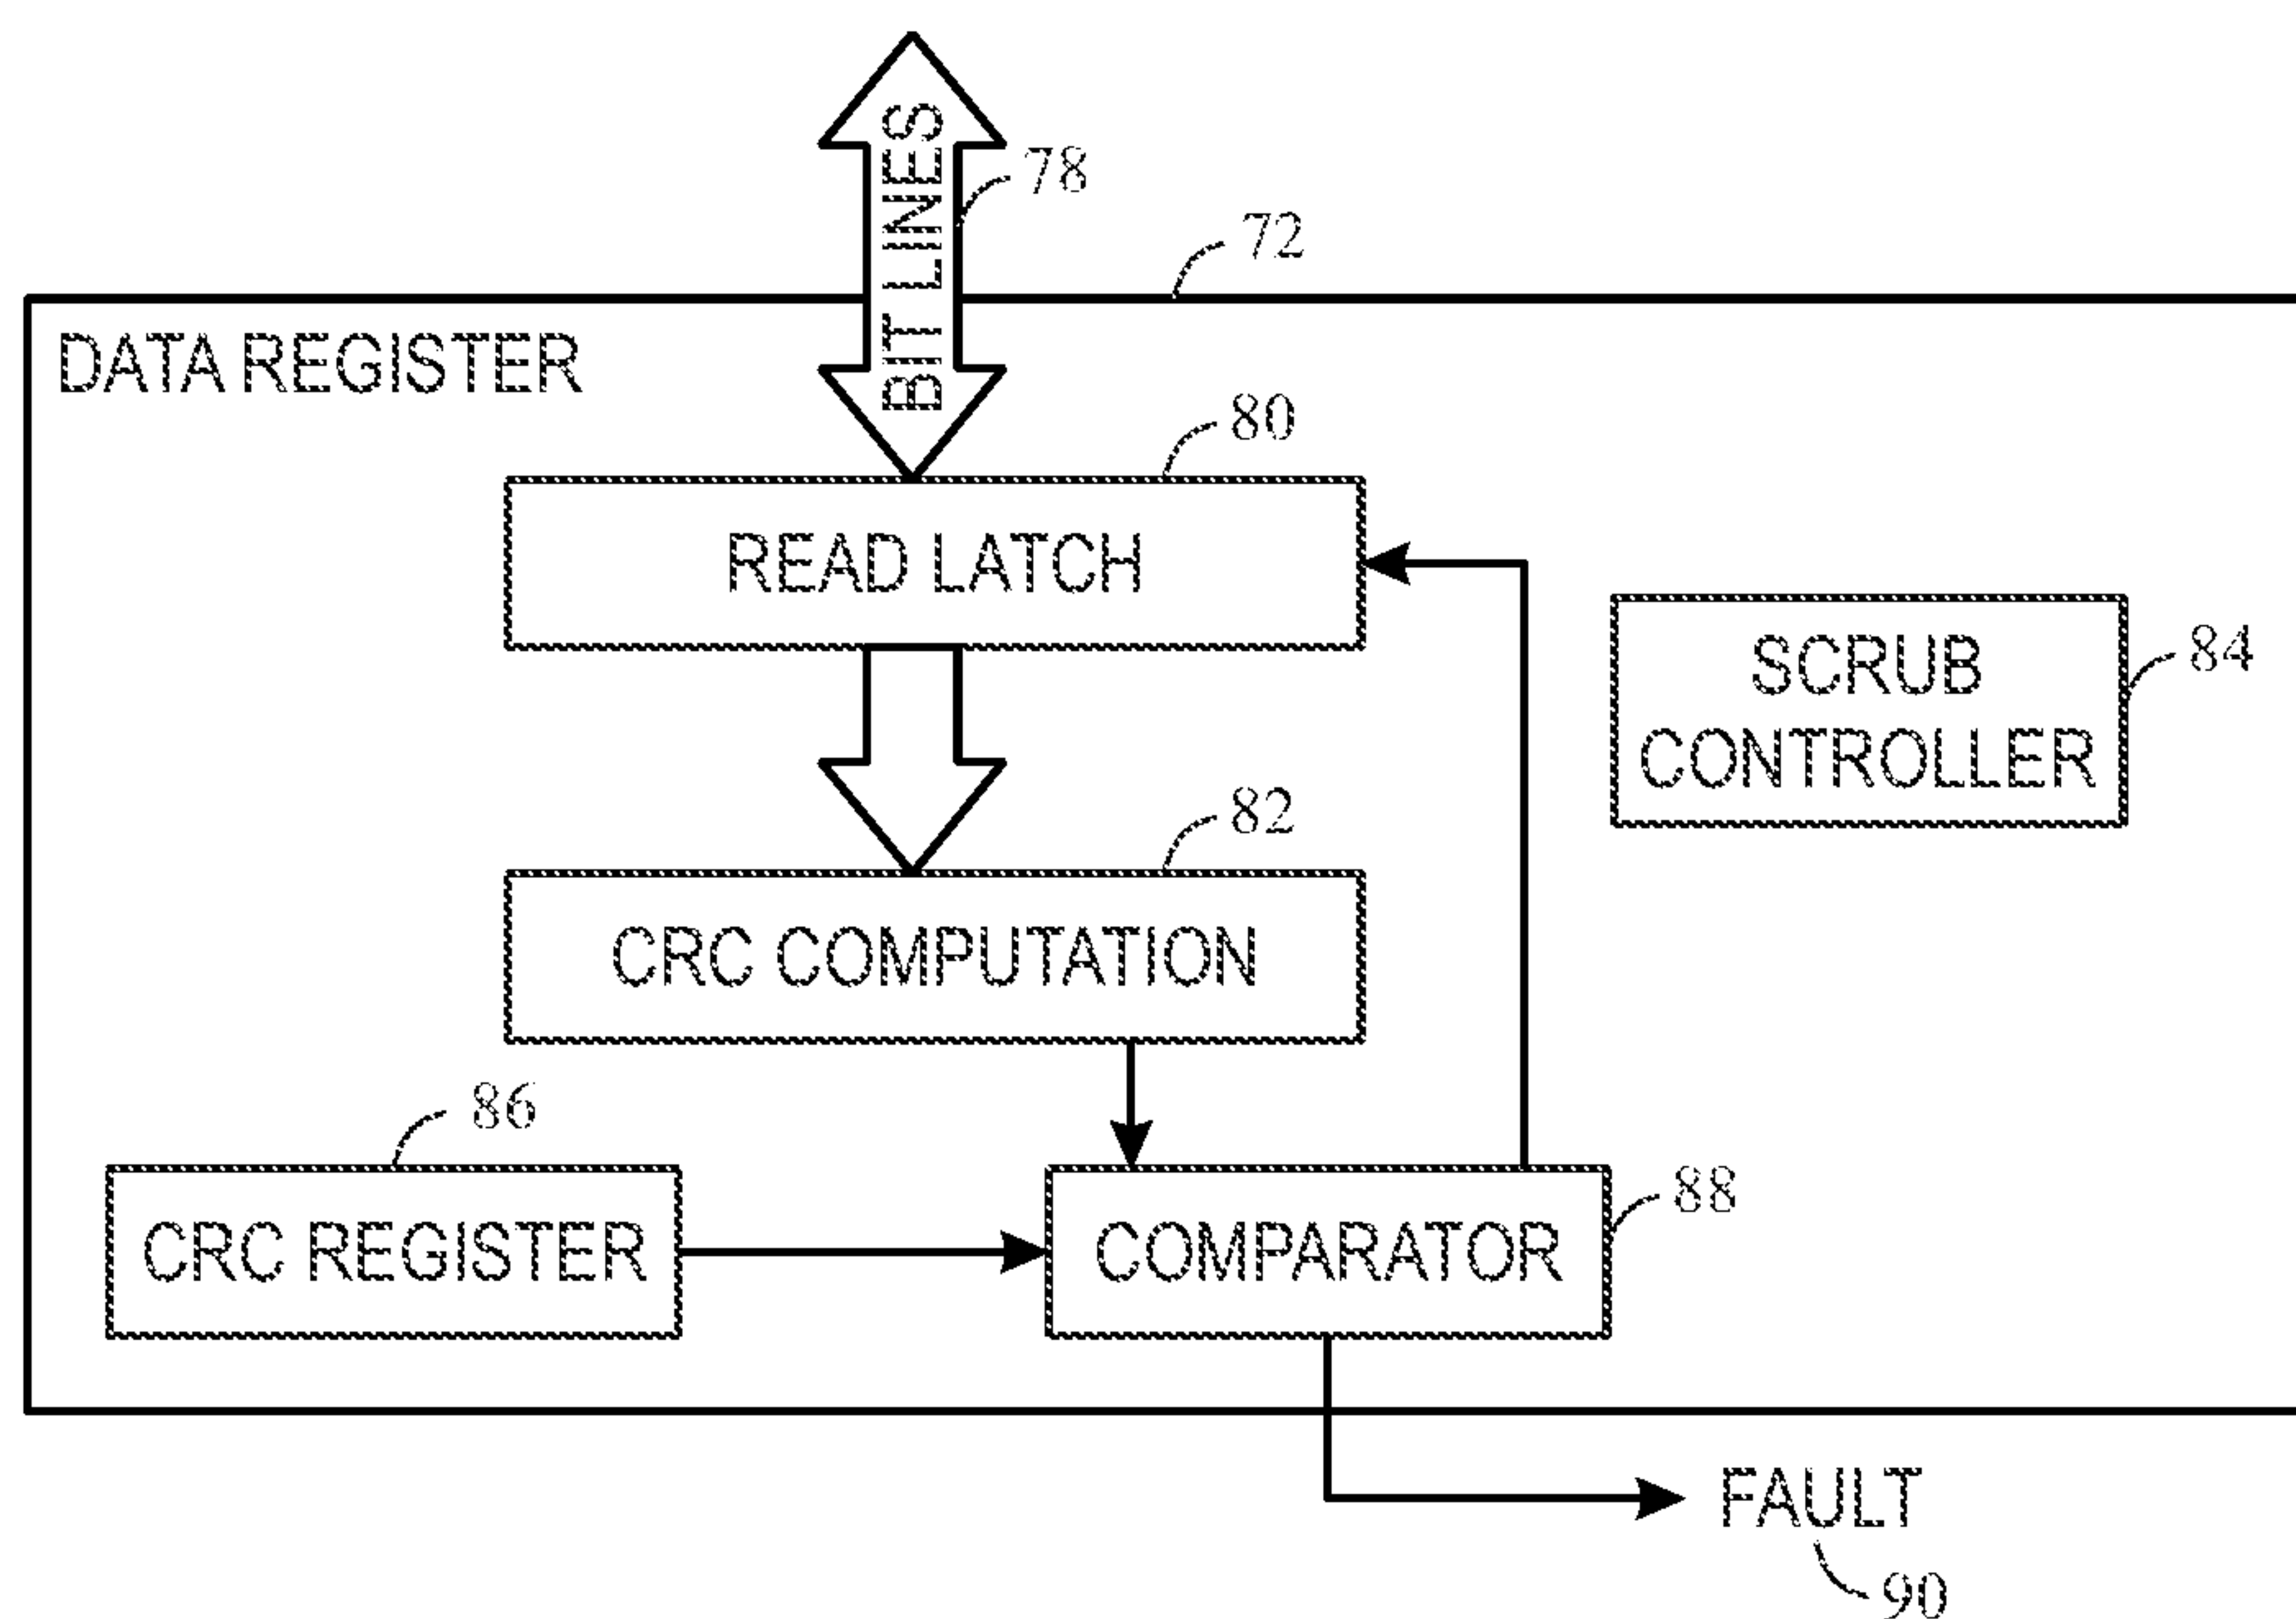 BIT LINES
78
72
DATA REGISTER
80
READ LATCH
SCRUB
CONTROLLER
84
82
CRC COMPUTATION
86
CRC REGISTER
COMPARATOR
88
FAULT
90